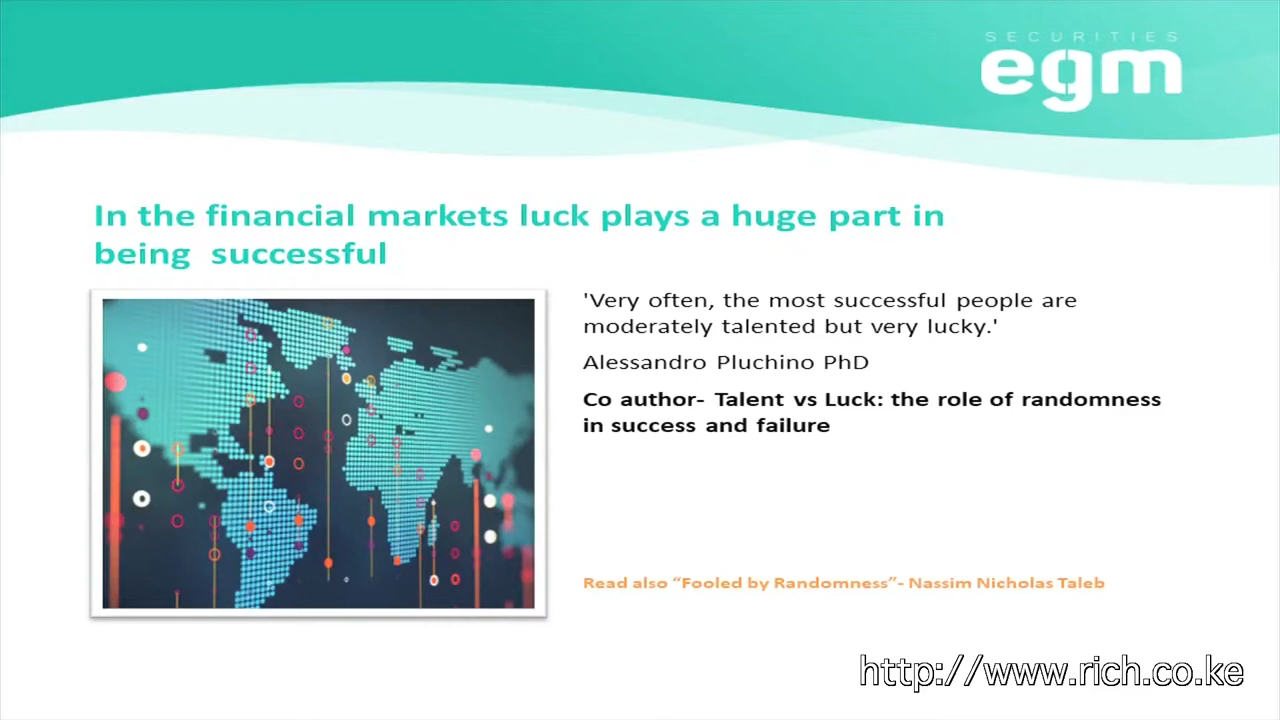 SECURITIES
egm
In the financial markets luck plays a huge part in
being successful
'Very often, the most successful people are
moderately talented but very lucky.'
Alessandro Pluchino PhD
Co author- Talent vs Luck: the role of randomness
in success and failure
Read also “Fooled by Randomness”- Nassim Nicholas Taleb
http://www.rich.co.ke